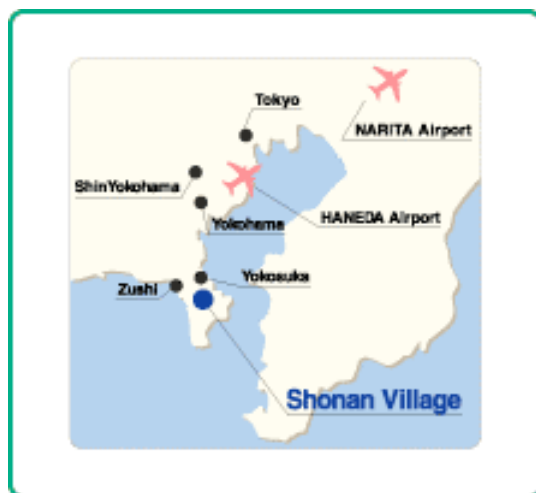 Tokyo
NARITA Airport
ShinYokohama
HANEDA Airport
Yokohama
Yokosuka
Zushi
Shonan Village